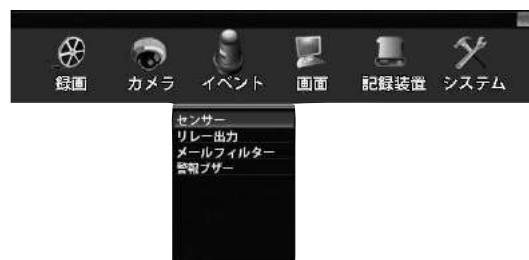 録画 カメラ イベント 画面 記録装置 システム
センサー
リレー出力
メールフィルター
警報ブザー